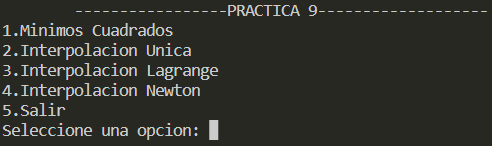 -----------------PRACTICA 9-------------------
1.Minimos Cuadrados
2.Interpolacion Unica
3.Interpolacion Lagrange
4.Interpolacion Newton
5.Salir
Seleccione una opcion: